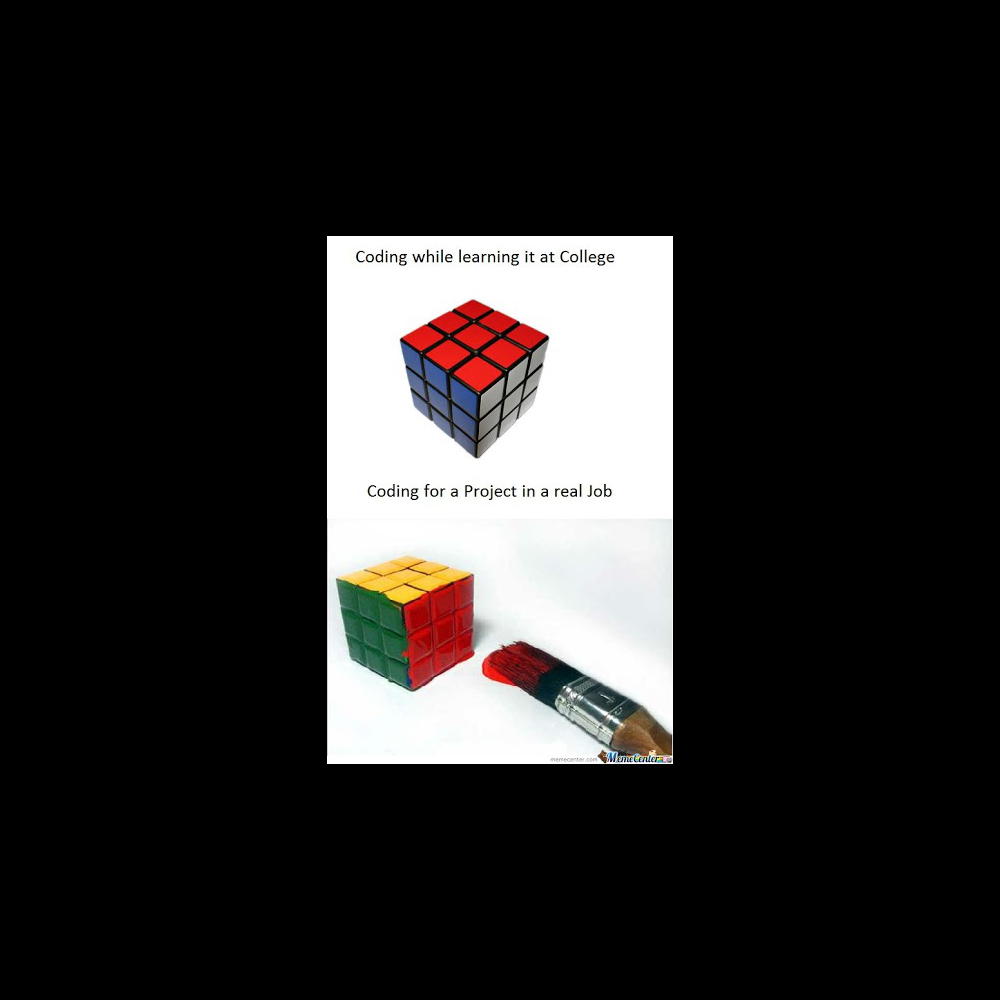 Coding while learning it at College
Coding for a Project in a real Job
memecenter.com
MemeCenter